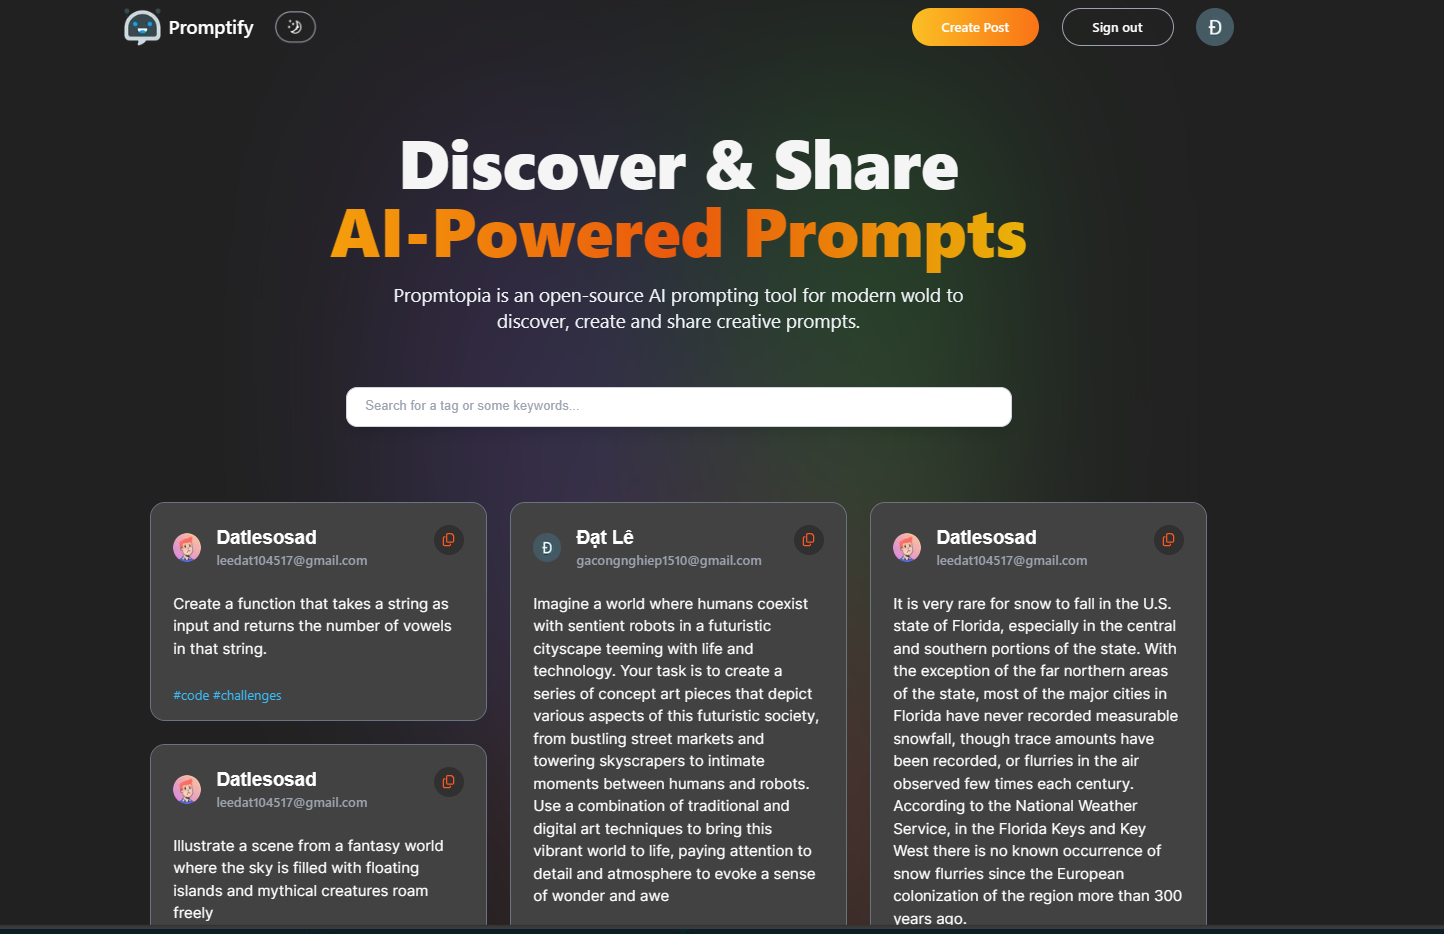 Promptify
Create Post
Sign out
Đ
Discover & Share
AI-Powered Prompts
Propmtopia is an open-source AI prompting tool for modern wold to
discover, create and share creative prompts.
Search for a tag or some keywords...
Datlesosad
leedat104517@gmail.com
Create a function that takes a string as
input and returns the number of vowels
in that string.
#code #challenges
Datlesosad
leedat104517@gmail.com
Illustrate a scene from a fantasy world
where the sky is filled with floating
islands and mythical creatures roam
freely
Đ
Đạt Lê
gacongnghiep1510@gmail.com
Imagine a world where humans coexist
with sentient robots in a futuristic
cityscape teeming with life and
technology. Your task is to create a
series of concept art pieces that depict
various aspects of this futuristic society,
from bustling street markets and
towering skyscrapers to intimate
moments between humans and robots.
Use a combination of traditional and
digital art techniques to bring this
vibrant world to life, paying attention to
detail and atmosphere to evoke a sense
of wonder and awe
Datlesosad
leedat104517@gmail.com
It is very rare for snow to fall in the U.S.
state of Florida, especially in the central
and southern portions of the state. With
the exception of the far northern areas
of the state, most of the major cities in
Florida have never recorded measurable
snowfall, though trace amounts have
been recorded, or flurries in the air
observed few times each century.
According to the National Weather
Service, in the Florida Keys and Key
West there is no known occurrence of
snow flurries since the European
colonization of the region more than 300
years ago.